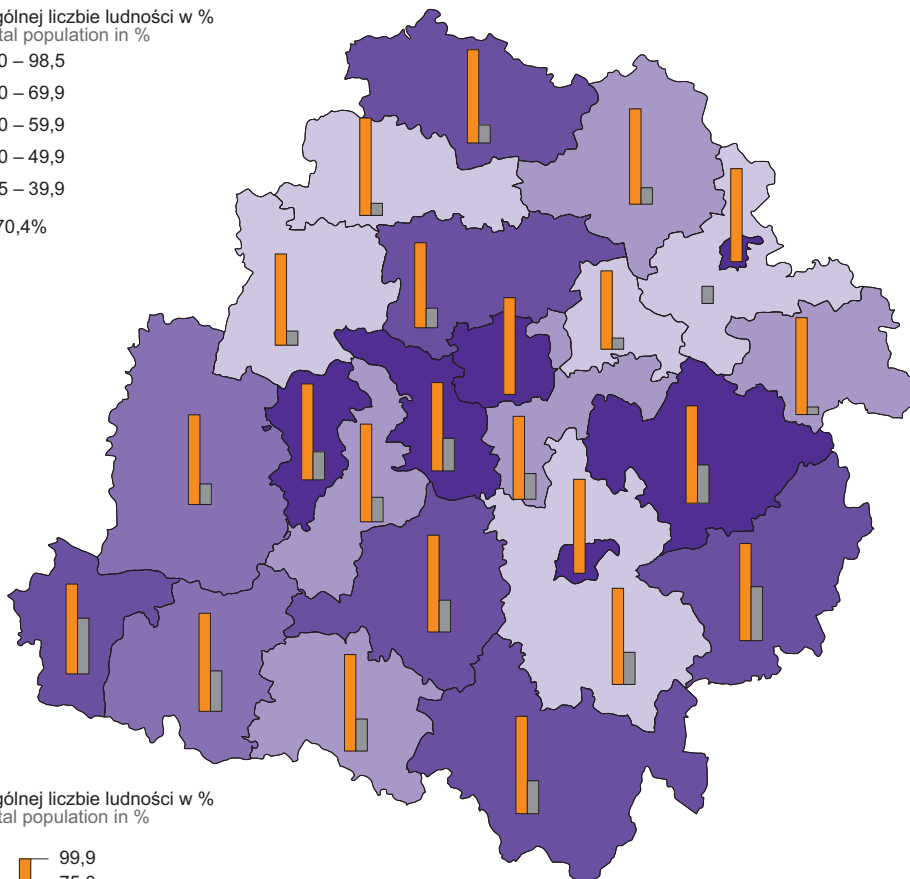 gólnej liczbie ludności w %
tal population in %
0 – 98,5
0 – 69,9
0 – 59,9
0 – 49,9
5 – 39,9
70,4%
gólnej liczbie ludności w %
tal population in %
99,9